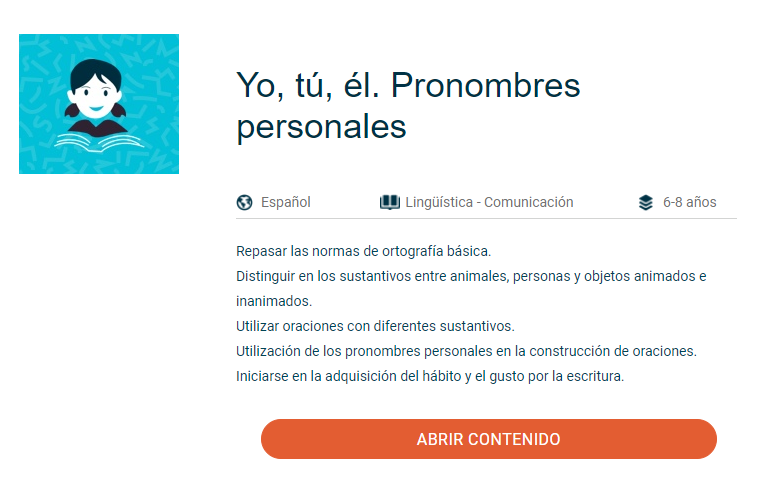 Yo, tú, él. Pronombres
personales
Español
Lingüística - Comunicación
6-8 años
Repasar las normas de ortografía básica.
Distinguir en los sustantivos entre animales, personas y objetos animados e
inanimados.
Utilizar oraciones con diferentes sustantivos.
Utilización de los pronombres personales en la construcción de oraciones.
Iniciarse en la adquisición del hábito y el gusto por la escritura.
ABRIR CONTENIDO